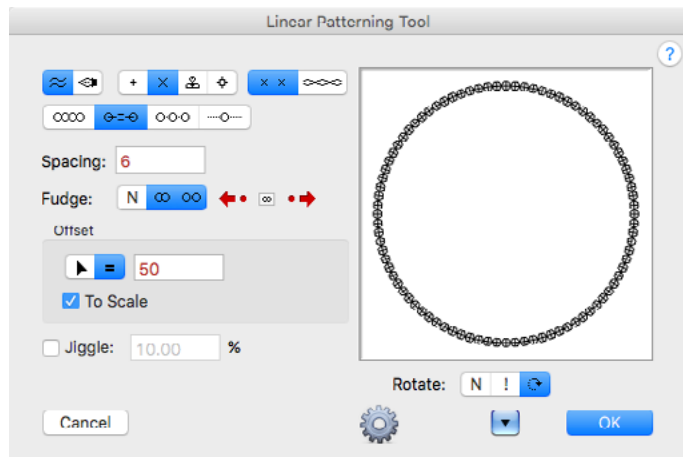 Linear Patterning Tool
?
Spacing: 6
Fudge: N
Offset
= 50
To Scale
Jiggle: 10.00 %
Rotate: N !
Cancel OK